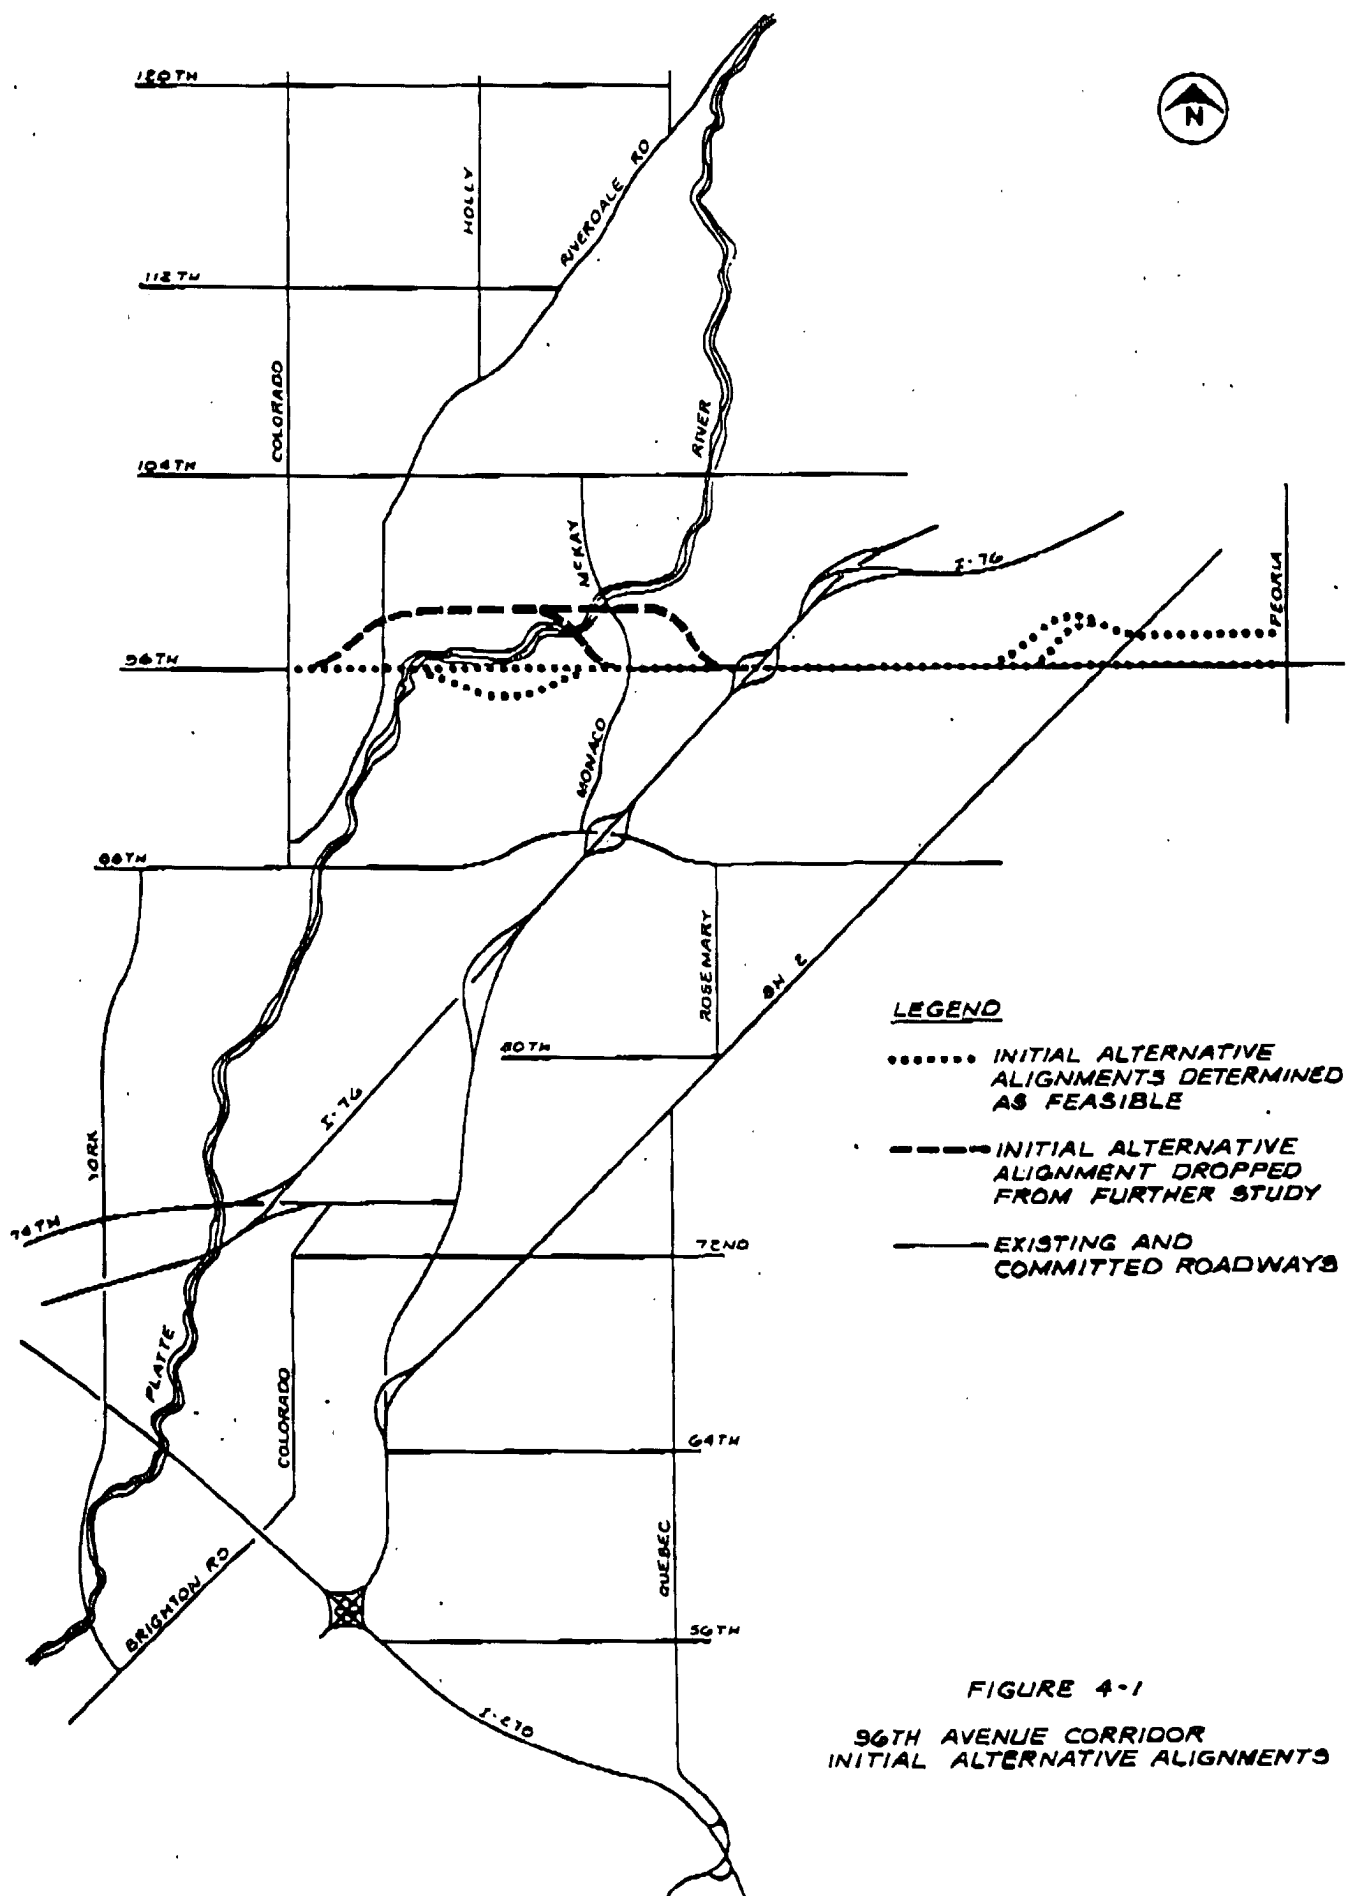 120TH
N
HOLLY
RIVERDALE RD
112TH
COLORADO
RIVER
104TH
McKAY
I-76
PEORIA
96TH
MONACO
88TH
ROSEMARY
SH 2
LEGEND
INITIAL ALTERNATIVE
ALIGNMENTS DETERMINED
AS FEASIBLE
80TH
I-76
YORK
INITIAL ALTERNATIVE
ALIGNMENT DROPPED
FROM FURTHER STUDY
74TH
72ND
EXISTING AND
COMMITTED ROADWAYS
PLATTE
COLORADO
64TH
QUEBEC
BRIGHTON RD
56TH
I-270
FIGURE 4-1
96TH AVENUE CORRIDOR
INITIAL ALTERNATIVE ALIGNMENTS